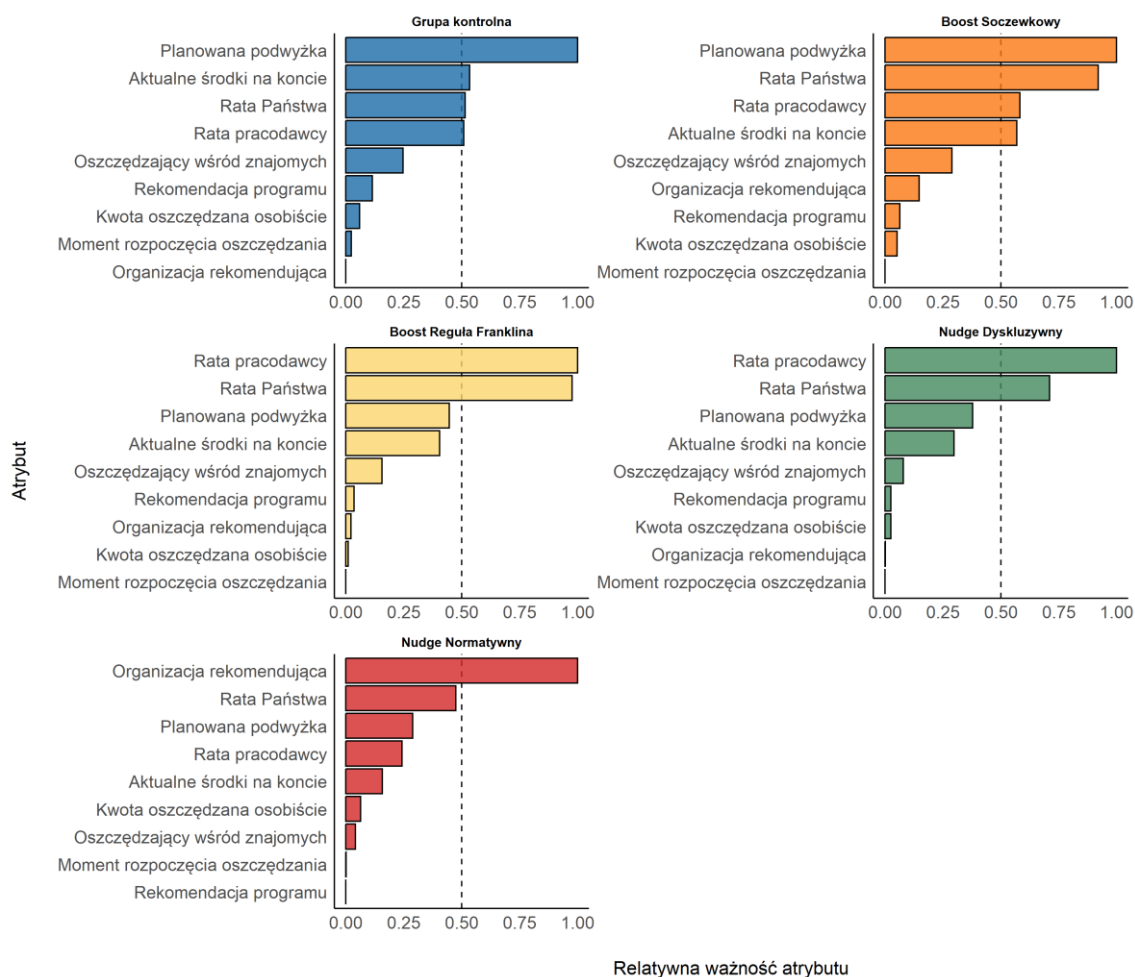 Grupa kontrolna
Planowana podwyżka
Aktualne środki na koncie
Rata Państwa
Rata pracodawcy
Oszczędzający wśród znajomych
Rekomendacja programu
Kwota oszczędzana osobiście
Moment rozpoczęcia oszczędzania
Organizacja rekomendująca
0.00 0.25 0.50 0.75 1.00
Boost Soczewkowy
Planowana podwyżka
Rata Państwa
Rata pracodawcy
Aktualne środki na koncie
Oszczędzający wśród znajomych
Organizacja rekomendująca
Rekomendacja programu
Kwota oszczędzana osobiście
Moment rozpoczęcia oszczędzania
0.00 0.25 0.50 0.75 1.00
Atrybut
Boost Reguła Franklina
Rata pracodawcy
Rata Państwa
Planowana podwyżka
Aktualne środki na koncie
Oszczędzający wśród znajomych
Rekomendacja programu
Organizacja rekomendująca
Kwota oszczędzana osobiście
Moment rozpoczęcia oszczędzania
0.00 0.25 0.50 0.75 1.00
Nudge Dyskluzywny
Rata pracodawcy
Rata Państwa
Planowana podwyżka
Aktualne środki na koncie
Oszczędzający wśród znajomych
Rekomendacja programu
Kwota oszczędzana osobiście
Organizacja rekomendująca
Moment rozpoczęcia oszczędzania
0.00 0.25 0.50 0.75 1.00
Nudge Normatywny
Organizacja rekomendująca
Rata Państwa
Planowana podwyżka
Rata pracodawcy
Aktualne środki na koncie
Kwota oszczędzana osobiście
Oszczędzający wśród znajomych
Moment rozpoczęcia oszczędzania
Rekomendacja programu
0.00 0.25 0.50 0.75 1.00
Relatywna ważność atrybutu